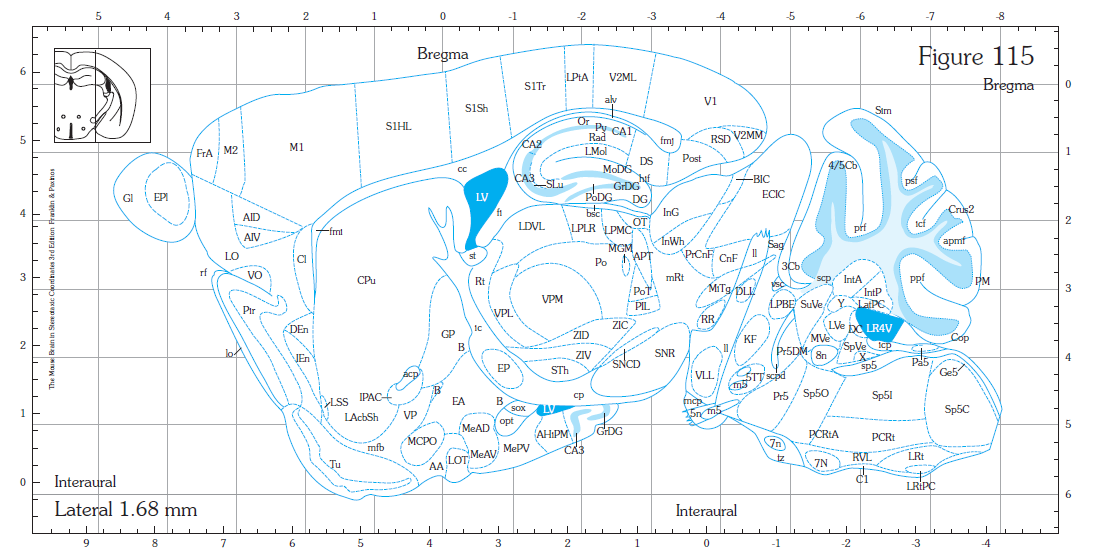 5 4 3 2 1 0 -1 -2 -3 -4 -5 -6 -7 -8
Bregma
Figure 115
Bregma
6 0
5 1
4 2
3 3
2 4
1 5
0 6
The Mouse Brain in Stereotaxic Coordinates 3rd Edition Franklin & Paxinos
S1HL
S1Sh
S1Tr
LPtA
V2ML
V1
alv
Or
Py
CA1
Rad
LMol
CA2
fmj
RSD
V2MM
Post
DS
MoDG
CA3
SLu
hf
GrDG
PoDG
DG
FrA
M2
M1
cc
LV
Gl
EPl
AID
AIV
fmt
fi
LDVL
bsc
LPLR
LPMC
OT
InG
InWh
BIC
ECIC
LO
Cl
CPu
st
Rt
MGM
APT
Po
PrCnF
CnF
ll
Sag
rf
VO
Pir
mRt
MiTg
DLL
vsc
3Cb
VPM
VPL
PoT
PIL
RR
LPBE
SuVe
DEn
ic
GP
B
ZIC
ZID
ZIV
STh
EP
SNCD
SNR
ll
KF
lo
IEn
acp
IPAC
LSS
LAcbSh
VP
B
EA
B
cp
VLL
m5
5TT
scpd
Pr5DM
Pr5
mcp
5n
m5
sox
LV
opt
MeAD
AHiPM
GrDG
CA3
MePV
MeAV
MCPO
LOT
AA
mfb
Tu
Sim
4/5Cb
psf
Crus2
prf
icf
apmf
PM
ppf
scp
IntA
IntP
Y
LatPC
LVe
DC
LR4V
MVe
SpVe
icp
8n
X
sp5
Pa5
Cop
Ge5
Sp5O
Sp5I
Sp5C
PCRtA
PCRt
7n
tz
7N
RVL
LRt
C1
LRtPC
Interaural
Lateral 1.68 mm
Interaural
9 8 7 6 5 4 3 2 1 0 -1 -2 -3 -4